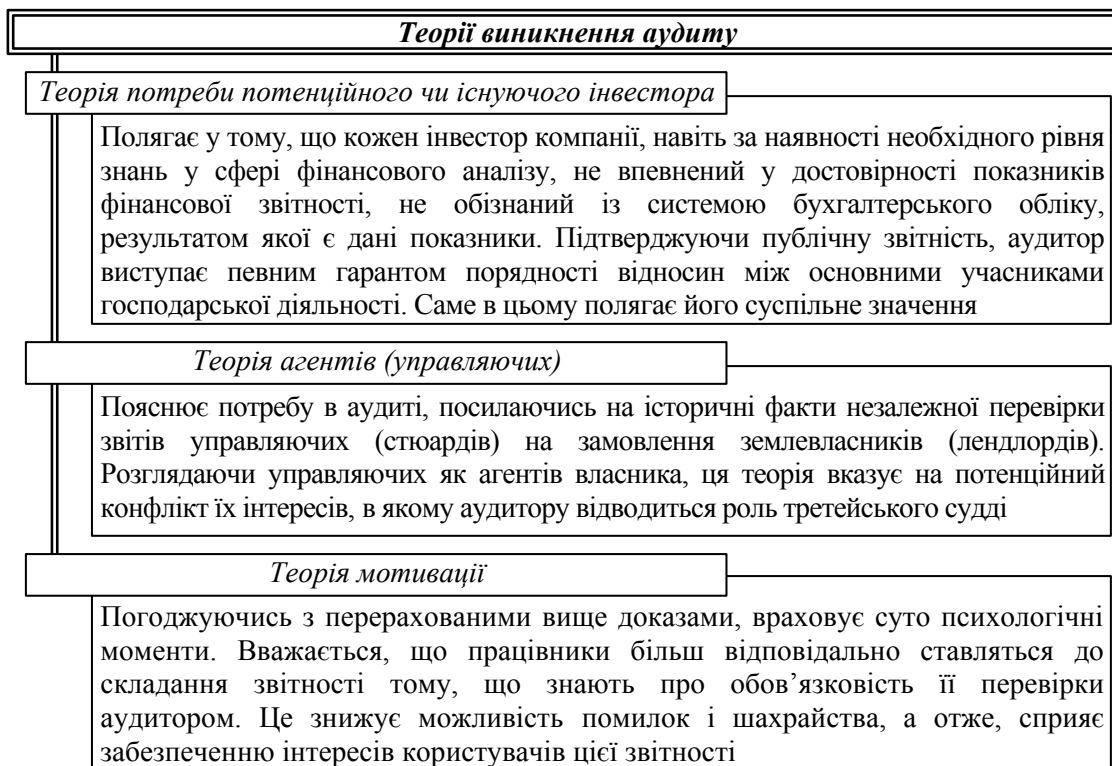 Теорії виникнення аудиту
Теорія потреби потенційного чи існуючого інвестора
Полягає у тому, що кожен інвестор компанії, навіть за наявності необхідного рівня
знань у сфері фінансового аналізу, не впевнений у достовірності показників
фінансової звітності, не обізнаний із системою бухгалтерського обліку,
результатом якої є дані показники. Підтверджуючи публічну звітність, аудитор
виступає певним гарантом порядності відносин між основними учасниками
господарської діяльності. Саме в цьому полягає його суспільне значення
Теорія агентів (управляючих)
Пояснює потребу в аудиті, посилаючись на історичні факти незалежної перевірки
звітів управляючих (стюардів) на замовлення землевласників (лендлордів).
Розглядаючи управляючих як агентів власника, ця теорія вказує на потенційний
конфлікт їх інтересів, в якому аудитору відводиться роль третейського судді
Теорія мотивації
Погоджуючись з перерахованими вище доказами, враховує суто психологічні
моменти. Вважається, що працівники більш відповідально ставляться до
складання звітності тому, що знають про обов’язковість її перевірки
аудитором. Це знижує можливість помилок і шахрайства, а отже, сприяє
забезпеченню інтересів користувачів цієї звітності